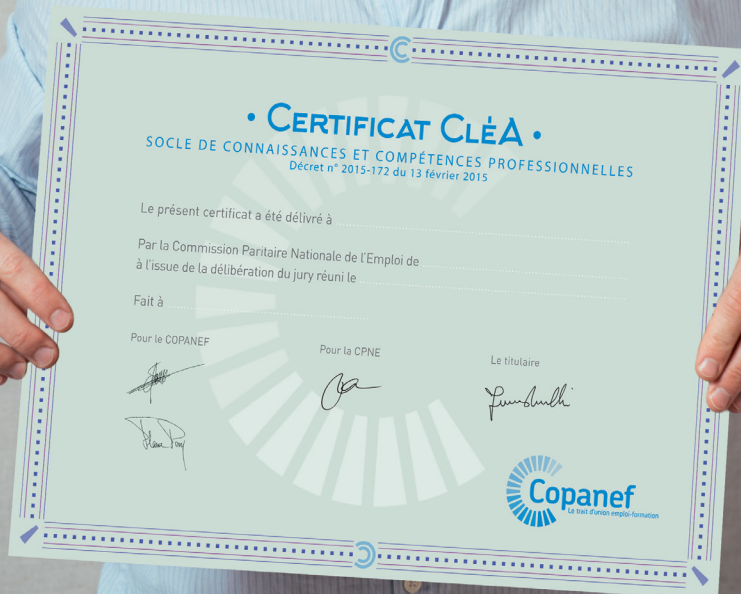 • CERTIFICAT CLÉA •
SOCLE DE CONNAISSANCES ET COMPÉTENCES PROFESSIONNELLES
Décret n° 2015-172 du 13 février 2015
Le présent certificat a été délivré à
Par la Commission Paritaire Nationale de l'Emploi de
à l'issue de la délibération du jury réuni le
Fait à
Pour le COPANEF
Pour la CPNE
Le titulaire
Copanef
Le trait d'union emploi-formation